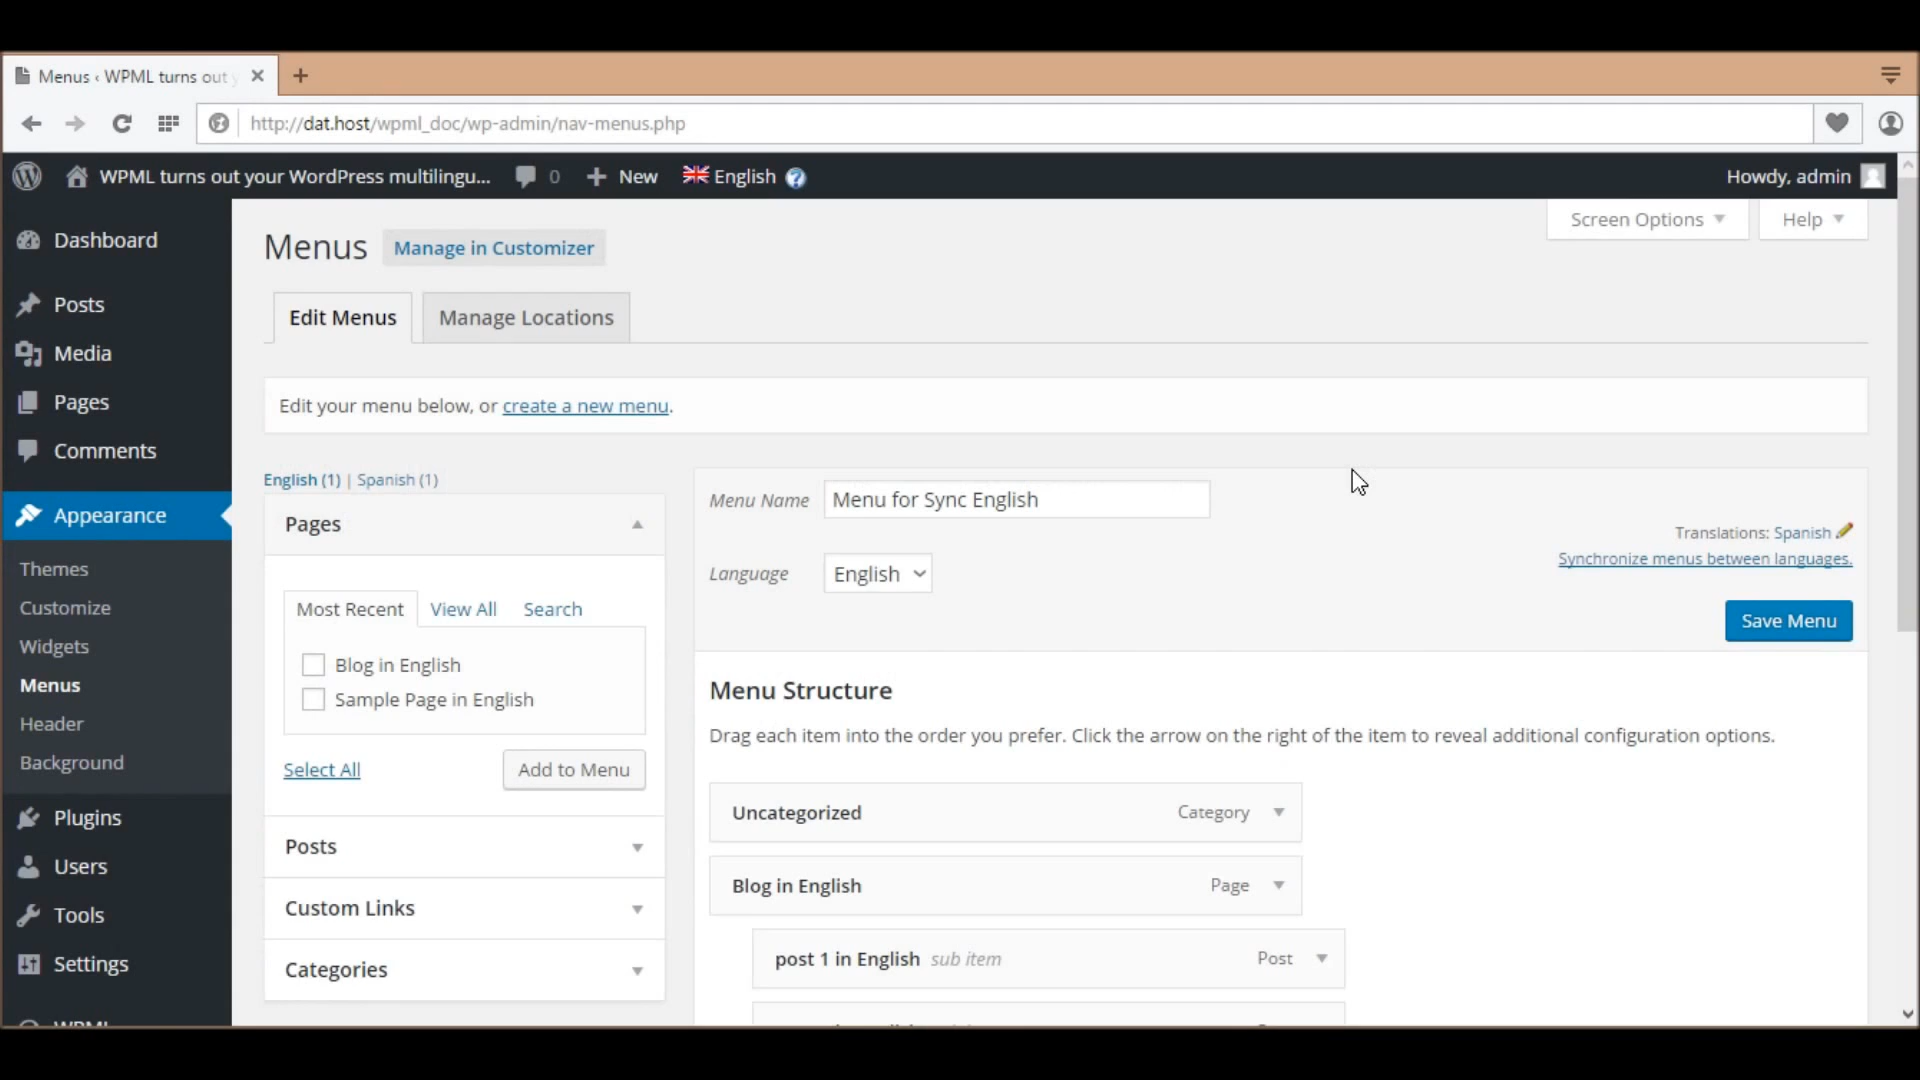 Menus ‹ WPML turns out
http://dat.host/wpml_doc/wp-admin/nav-menus.php
WPML turns out your WordPress multilingu... 0 New English Howdy, admin
Screen Options Help
Menus Manage in Customizer
Edit Menus Manage Locations
Edit your menu below, or create a new menu.
Dashboard
Posts
Media
Pages
Comments
Appearance
Themes
Customize
Widgets
Menus
Header
Background
Plugins
Users
Tools
Settings
WPML
English (1) | Spanish (1)
Pages
Most Recent View All Search
Blog in English
Sample Page in English
Select All Add to Menu
Posts
Custom Links
Categories
Menu Name Menu for Sync English
Language English
Translations: Spanish
Synchronize menus between languages.
Save Menu
Menu Structure
Drag each item into the order you prefer. Click the arrow on the right of the item to reveal additional configuration options.
Uncategorized Category
Blog in English Page
post 1 in English sub item Post